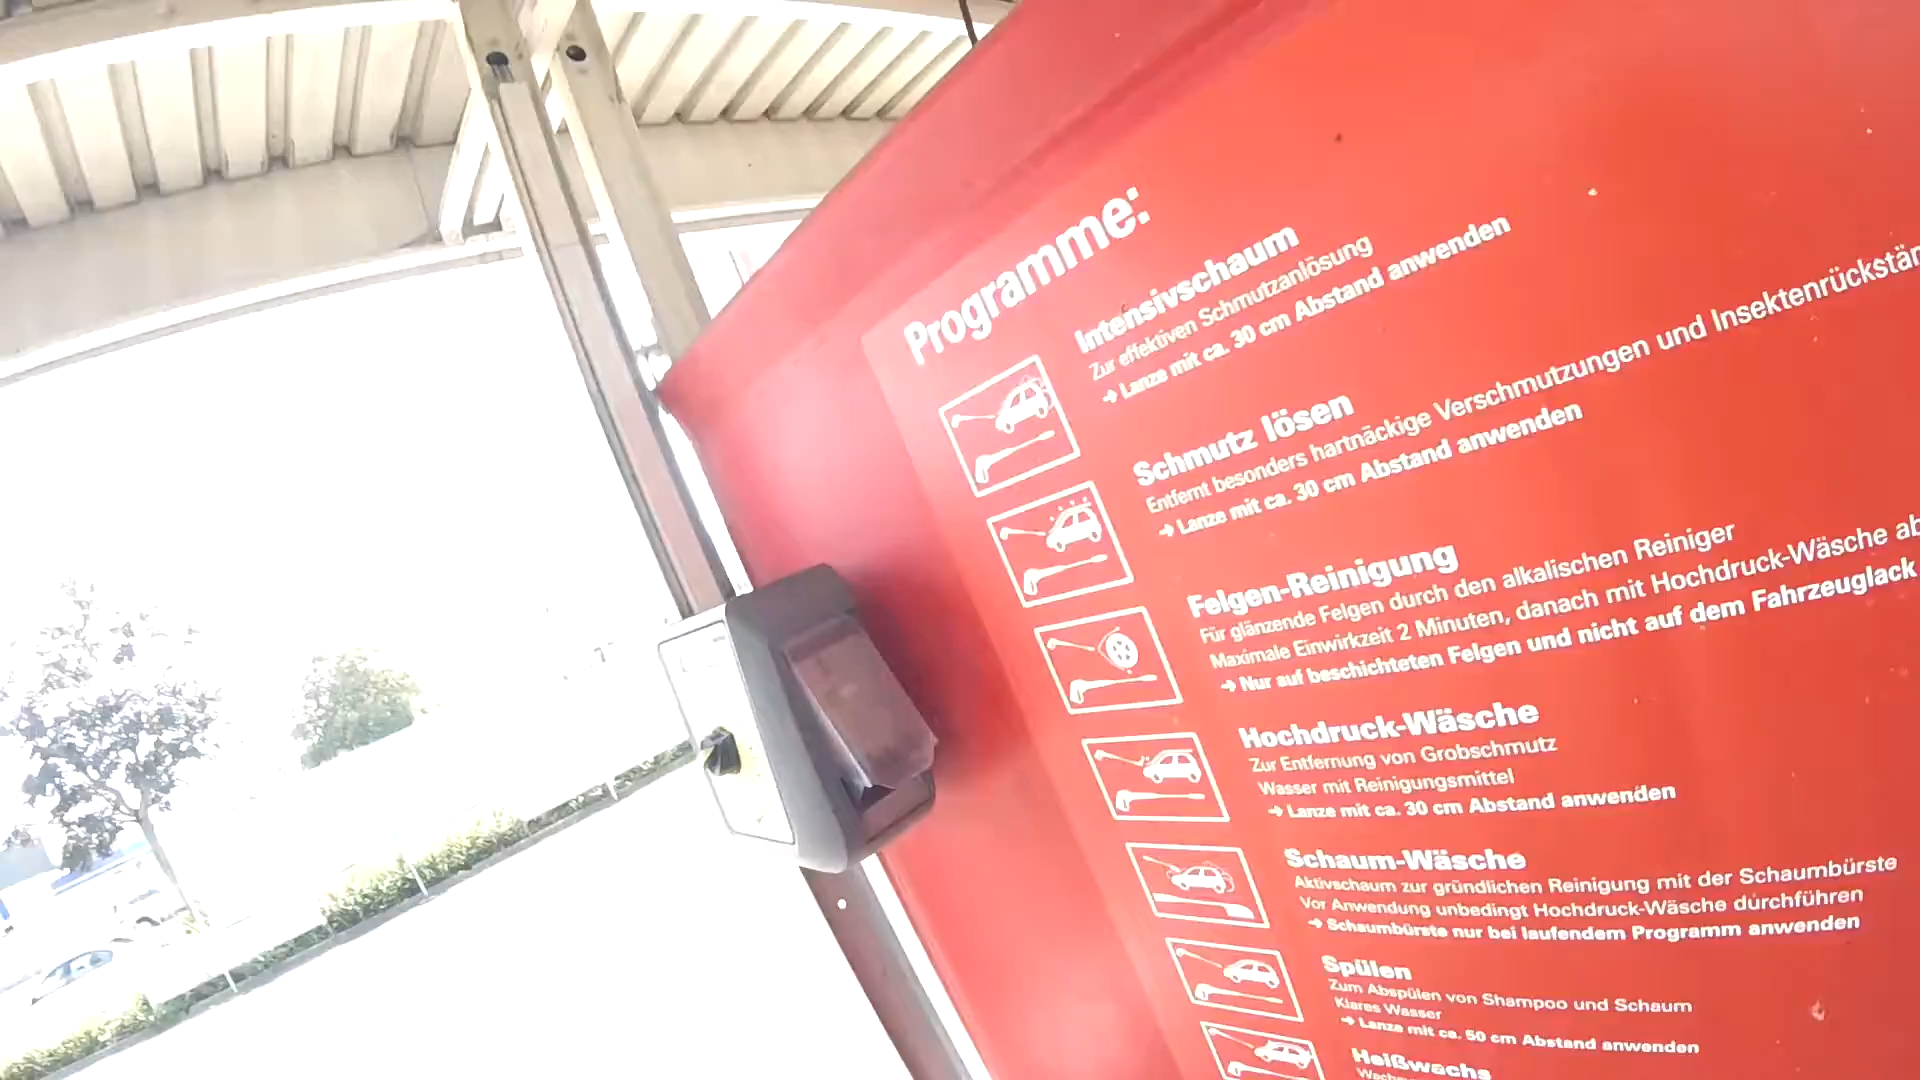 Programme:
Intensivschaum
Zur effektiven Schmutzanlösung
→ Lanze mit ca. 30 cm Abstand anwenden
Schmutz lösen
Entfernt besonders hartnäckige Verschmutzungen und Insektenrückstän
→ Lanze mit ca. 30 cm Abstand anwenden
Felgen-Reinigung
Für glänzende Felgen durch den alkalischen Reiniger
Maximale Einwirkzeit 2 Minuten, danach mit Hochdruck-Wäsche ab
→ Nur auf beschichteten Felgen und nicht auf dem Fahrzeuglack
Hochdruck-Wäsche
Zur Entfernung von Grobschmutz
Wasser mit Reinigungsmittel
→ Lanze mit ca. 30 cm Abstand anwenden
Schaum-Wäsche
Aktivschaum zur gründlichen Reinigung mit der Schaumbürste
Vor Anwendung unbedingt Hochdruck-Wäsche durchführen
→ Schaumbürste nur bei laufendem Programm anwenden
Spülen
Zum Abspülen von Shampoo und Schaum
Klares Wasser
→ Lanze mit ca. 50 cm Abstand anwenden
Heißwachs